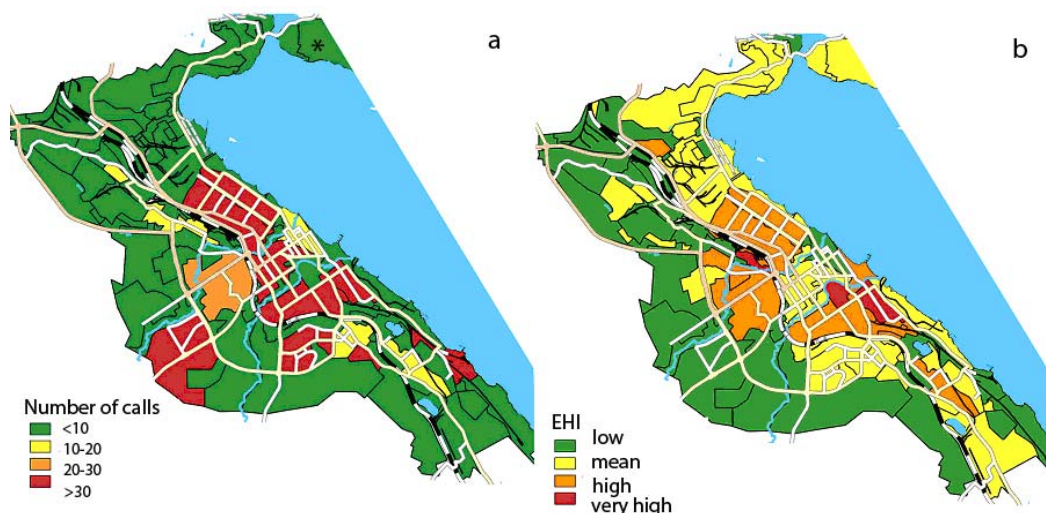 a
*
b
Number of calls
<10
10-20
20-30
>30
EHI
low
mean
high
very high